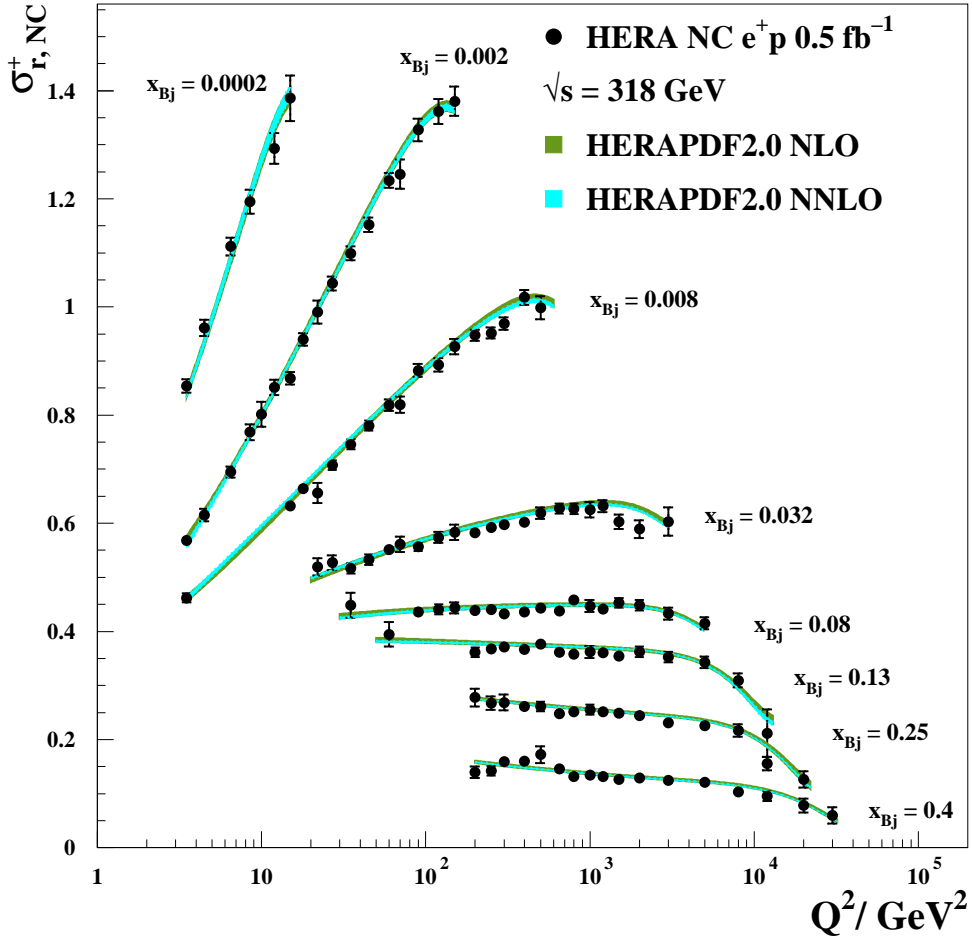 σ⁺r, NC
HERA NC e⁺p 0.5 fb⁻¹
√s = 318 GeV
HERAPDF2.0 NLO
HERAPDF2.0 NNLO
xBj = 0.0002
xBj = 0.002
xBj = 0.008
xBj = 0.032
xBj = 0.08
xBj = 0.13
xBj = 0.25
xBj = 0.4
1.4
1.2
1
0.8
0.6
0.4
0.2
0
1 10 10² 10³ 10⁴ 10⁵
Q²/ GeV²